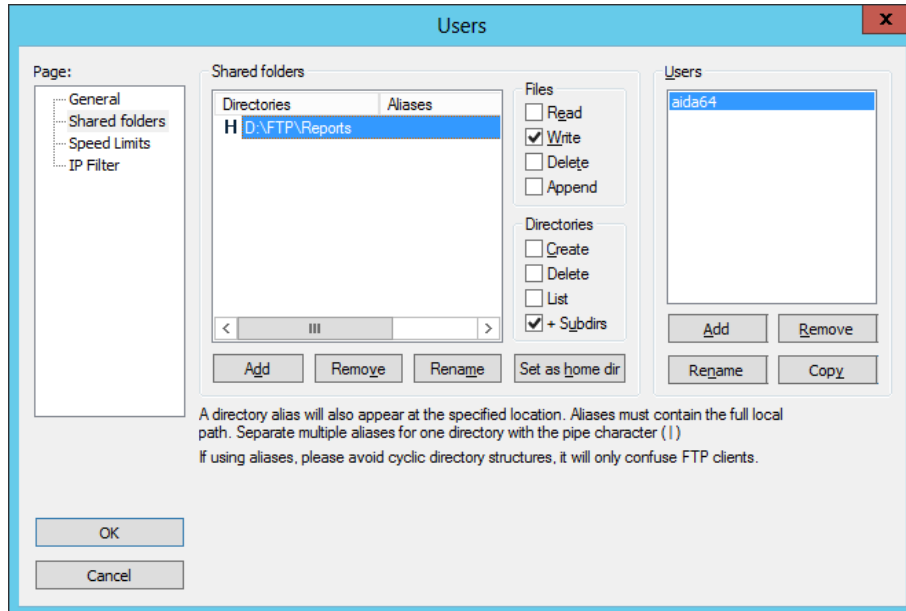 Users
x
Page:
General
Shared folders
Speed Limits
IP Filter
OK
Cancel
Shared folders
Directories Aliases
H D:\FTP\Reports
Add Remove Rename Set as home dir
Files
Read
Write
Delete
Append
Directories
Create
Delete
List
+ Subdirs
Users
aida64
Add Remove
Rename Copy
A directory alias will also appear at the specified location. Aliases must contain the full local
path. Separate multiple aliases for one directory with the pipe character (|)
If using aliases, please avoid cyclic directory structures, it will only confuse FTP clients.